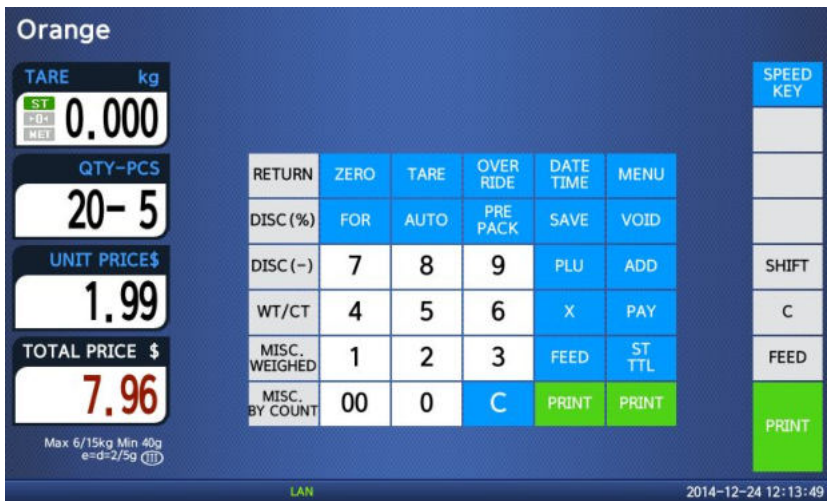 Orange
TARE kg
ST
→0←
NET
0.000
QTY-PCS
20- 5
UNIT PRICE$
1.99
TOTAL PRICE $
7.96
Max 6/15kg Min 40g
e=d=2/5g III
RETURN ZERO TARE OVER RIDE DATE TIME MENU
DISC(%) FOR AUTO PRE PACK SAVE VOID
DISC(-) 7 8 9 PLU ADD
WT/CT 4 5 6 X PAY
MISC. WEIGHED 1 2 3 FEED ST TTL
MISC. BY COUNT 00 0 C PRINT PRINT
SPEED
KEY
SHIFT
C
FEED
PRINT
LAN
2014-12-24 12:13:49